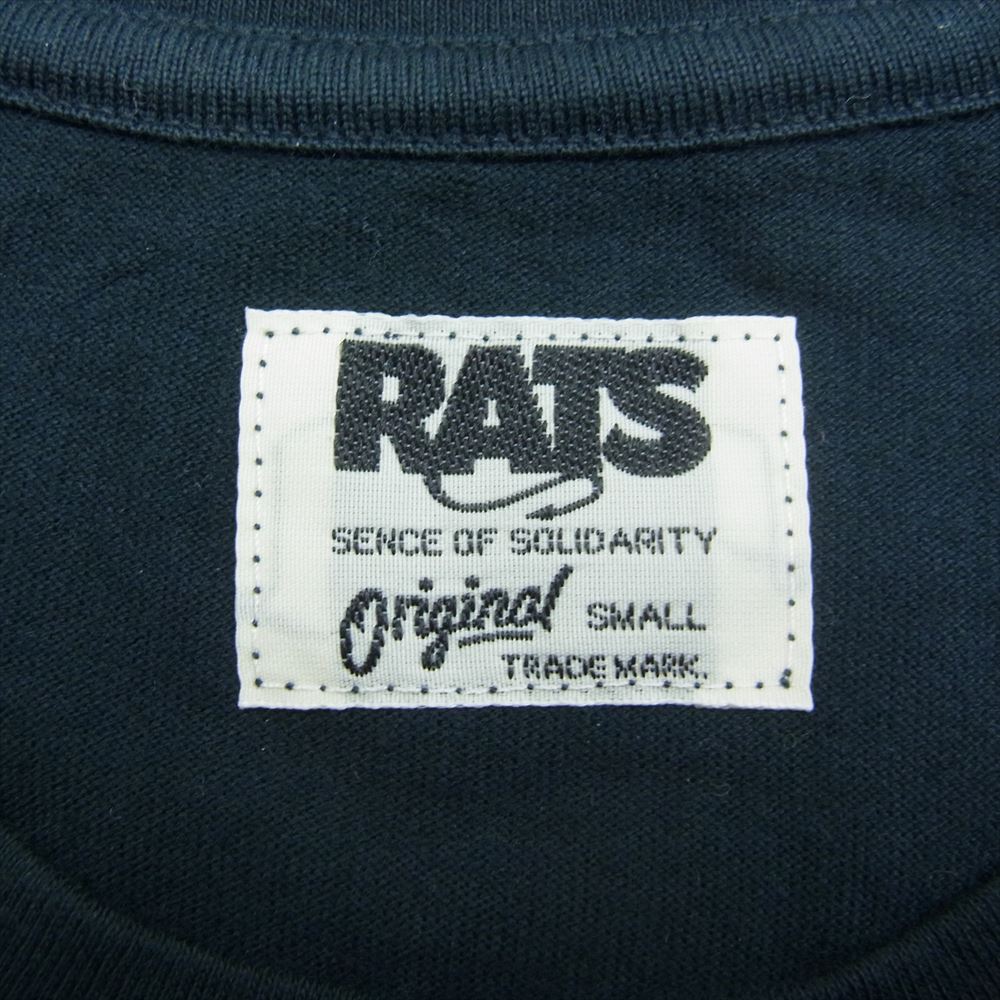 RATS
SENCE OF SOLIDARITY
Original SMALL
TRADE MARK.